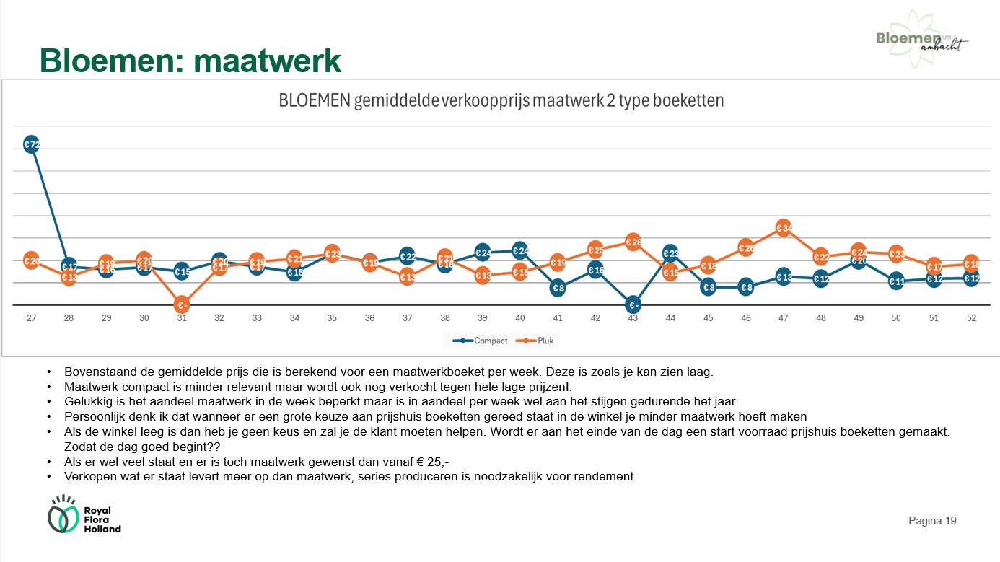 Bloemen: maatwerk
Bloemen Ulft
ambacht
BLOEMEN gemiddelde verkoopprijs maatwerk 2 type boeketten
€ 72 € 17 € 16 € 17 € 15 € 20 € 17 € 15 € 22 € 18 € 24 € 24 € 8 € 16 € - € 23 € 8 € 8 € 13 € 12 € 20 € 11 € 12 € 12
€ 20 € 13 € 19 € 20 € - € 17 € 19 € 21 € 23 € 19 € 13 € 21 € 13 € 15 € 19 € 25 € 28 € 15 € 18 € 26 € 34 € 22 € 24 € 23 € 17 € 18
27 28 29 30 31 32 33 34 35 36 37 38 39 40 41 42 43 44 45 46 47 48 49 50 51 52
Compact Pluk
• Bovenstaand de gemiddelde prijs die is berekend voor een maatwerkboeket per week. Deze is zoals je kan zien laag.
• Maatwerk compact is minder relevant maar wordt ook nog verkocht tegen hele lage prijzen!.
• Gelukkig is het aandeel maatwerk in de week beperkt maar is in aandeel per week wel aan het stijgen gedurende het jaar
• Persoonlijk denk ik dat wanneer er een grote keuze aan prijshuis boeketten gereed staat in de winkel je minder maatwerk hoeft maken
• Als de winkel leeg is dan heb je geen keus en zal je de klant moeten helpen. Wordt er aan het einde van de dag een start voorraad prijshuis boeketten gemaakt.
Zodat de dag goed begint??
• Als er wel veel staat en er is toch maatwerk gewenst dan vanaf € 25,-
• Verkopen wat er staat levert meer op dan maatwerk, series produceren is noodzakelijk voor rendement
Royal
Flora
Holland
Pagina 19